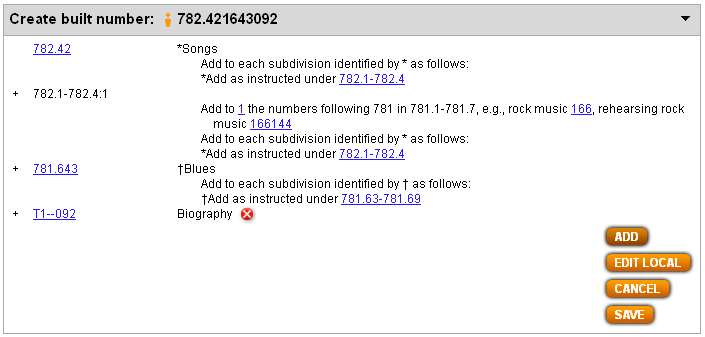 Create built number: 782.421643092
782.42 *Songs
Add to each subdivision identified by * as follows:
*Add as instructed under 782.1-782.4
+ 782.1-782.4:1
Add to 1 the numbers following 781 in 781.1-781.7, e.g., rock music 166, rehearsing rock
music 166144
Add to each subdivision identified by * as follows:
*Add as instructed under 782.1-782.4
+ 781.643 †Blues
Add to each subdivision identified by † as follows:
†Add as instructed under 781.63-781.69
+ T1--092 Biography
ADD
EDIT LOCAL
CANCEL
SAVE